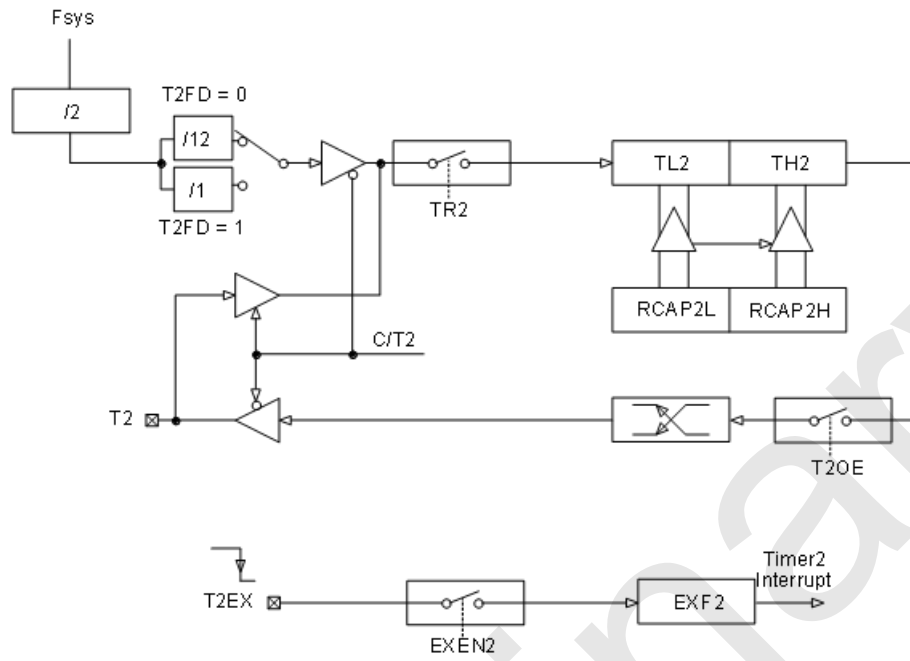 Fsys
/2
T2FD = 0
/12
/1
T2FD = 1
TR2
TL2
TH2
RCAP2L
RCAP2H
C/T2
T2
T2OE
T2EX
EXEN2
EXF2
Timer2
Interrupt